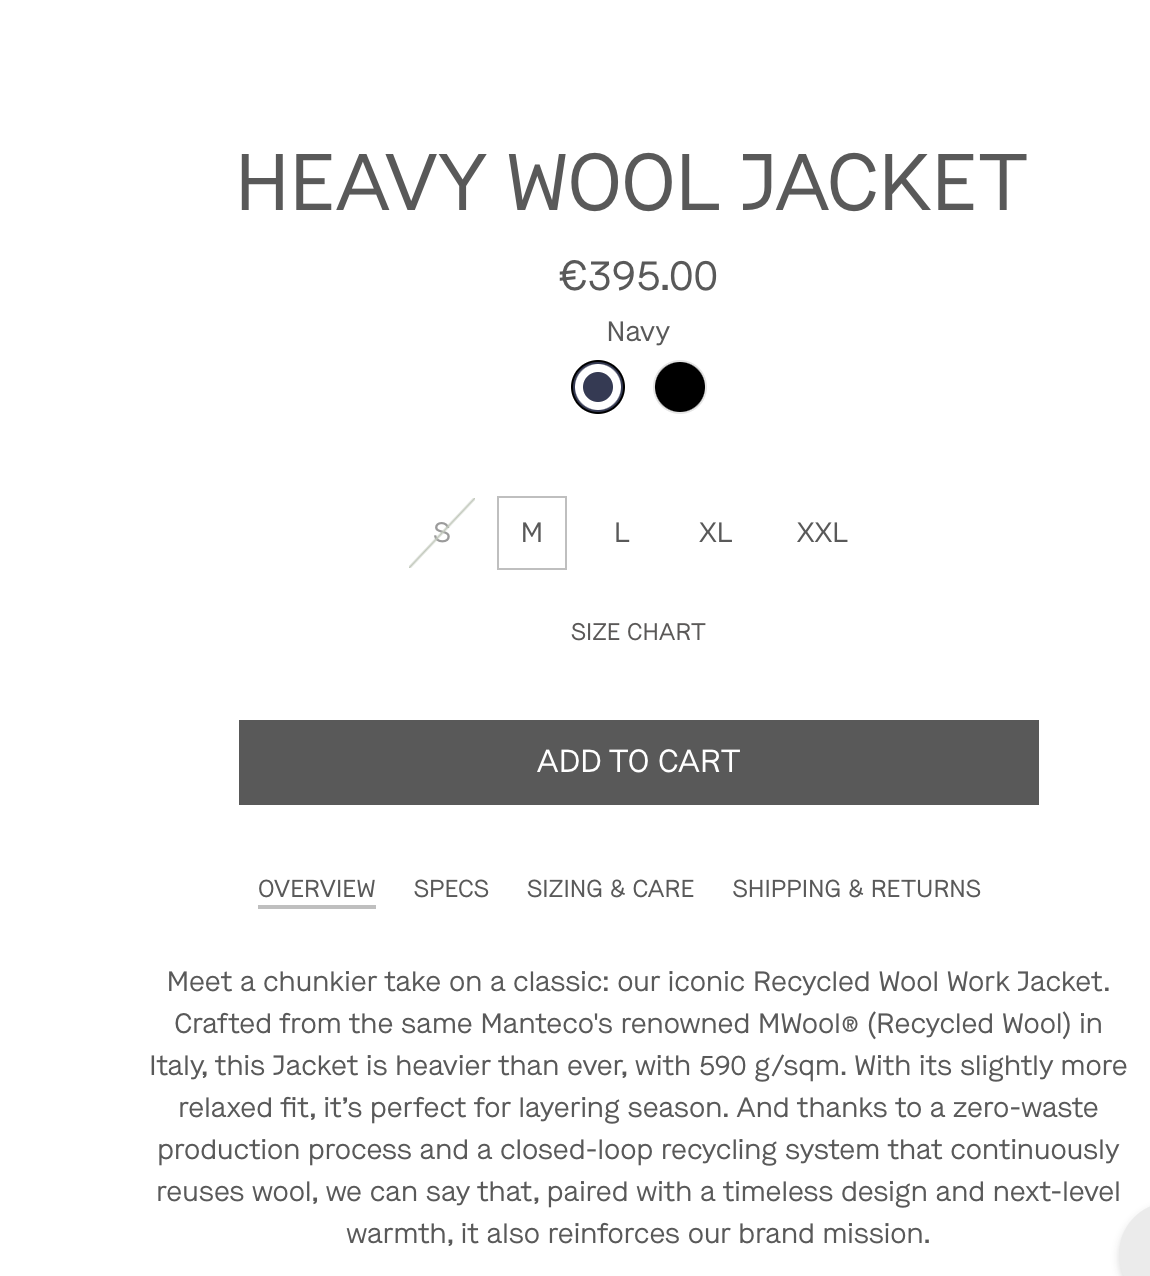 HEAVY WOOL JACKET
€395.00
Navy
S M L XL XXL
SIZE CHART
ADD TO CART
OVERVIEW SPECS SIZING & CARE SHIPPING & RETURNS
Meet a chunkier take on a classic: our iconic Recycled Wool Work Jacket.
Crafted from the same Manteco's renowned MWool® (Recycled Wool) in
Italy, this Jacket is heavier than ever, with 590 g/sqm. With its slightly more
relaxed fit, it’s perfect for layering season. And thanks to a zero-waste
production process and a closed-loop recycling system that continuously
reuses wool, we can say that, paired with a timeless design and next-level
warmth, it also reinforces our brand mission.